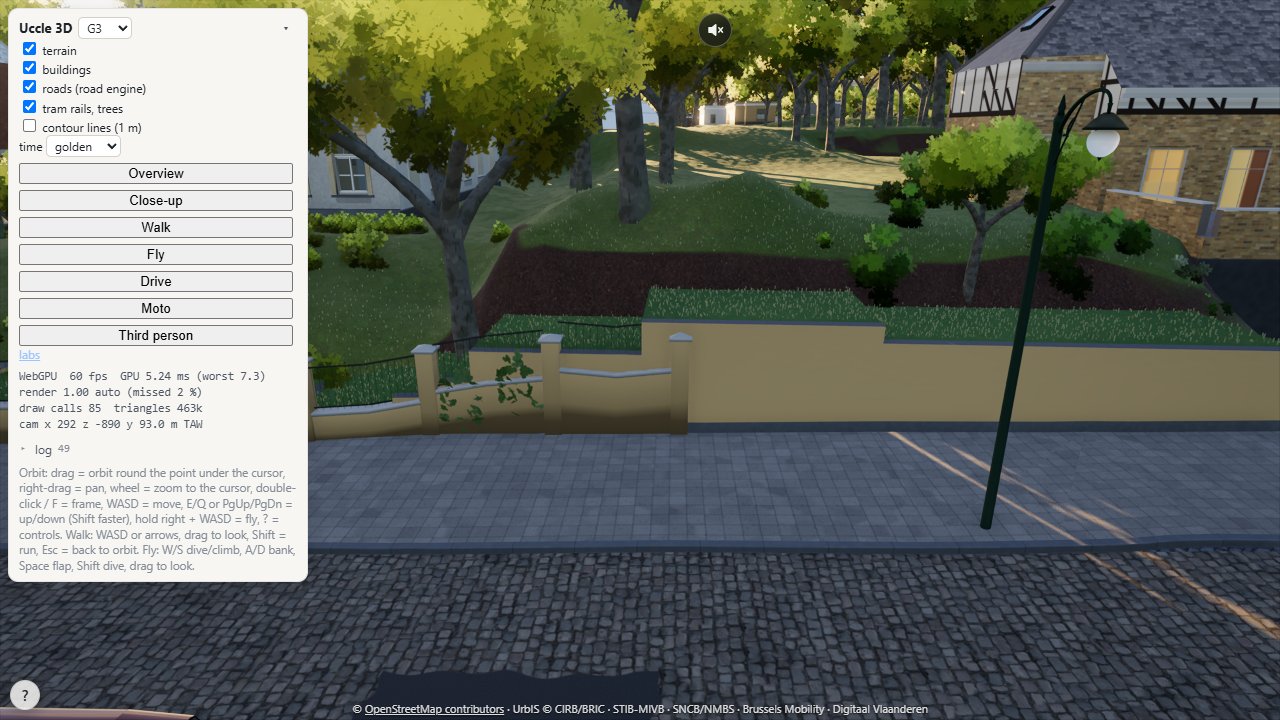 Uccle 3D G3
terrain
buildings
roads (road engine)
tram rails, trees
contour lines (1 m)
time golden
Overview
Close-up
Walk
Fly
Drive
Moto
Third person
labs
WebGPU 60 fps GPU 5.24 ms (worst 7.3)
render 1.00 auto (missed 2 %)
draw calls 85 triangles 463k
cam x 292 z -890 y 93.0 m TAW
log 49
Orbit: drag = orbit round the point under the cursor,
right-drag = pan, wheel = zoom to the cursor, double-
click / F = frame, WASD = move, E/Q or PgUp/PgDn =
up/down (Shift faster), hold right + WASD = fly, ? =
controls. Walk: WASD or arrows, drag to look, Shift =
run, Esc = back to orbit. Fly: W/S dive/climb, A/D bank,
Space flap, Shift dive, drag to look.
?
© OpenStreetMap contributors · UrbIS © CIRB/BRIC · STIB-MIVB · SNCB/NMBS · Brussels Mobility · Digitaal Vlaanderen